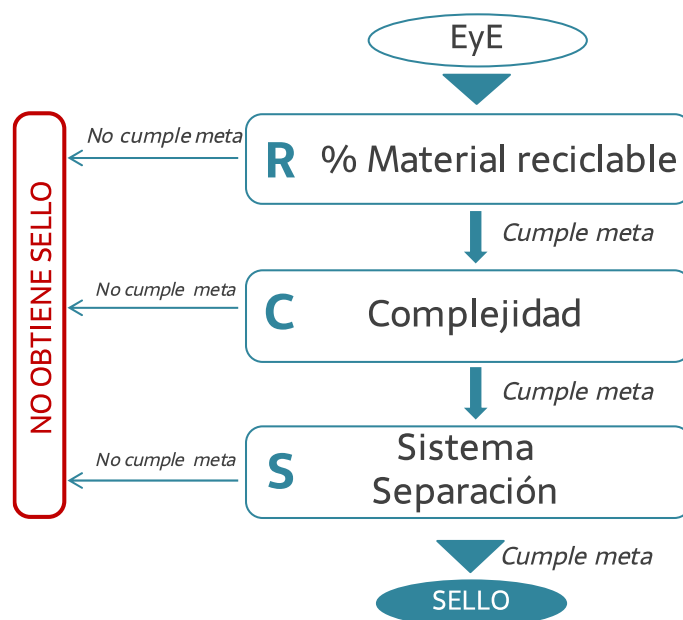 EyE
No cumple meta
R % Material reciclable
Cumple meta
NO OBTIENE SELLO
No cumple meta
C Complejidad
Cumple meta
No cumple meta
S Sistema
Separación
Cumple meta
SELLO